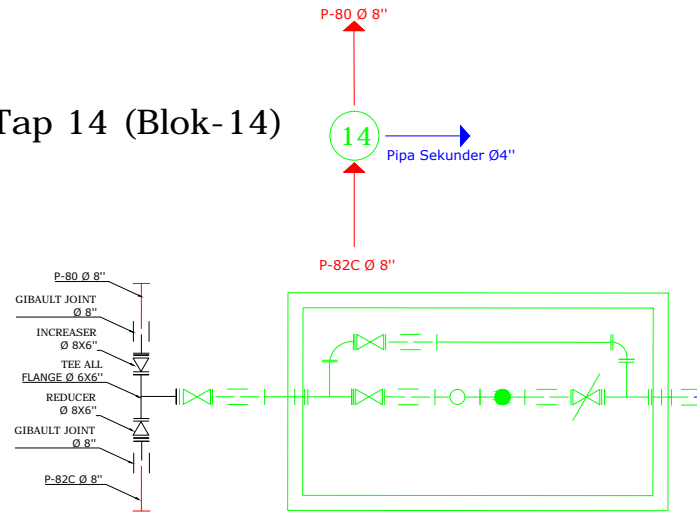 P-80 Ø 8"
Tap 14 (Blok-14)
14
Pipa Sekunder Ø4"
P-82C Ø 8"
P-80 Ø 8"
GIBAULT JOINT
Ø 8"
INCREASER
Ø 8X6"
TEE ALL
FLANGE Ø 6X6"
REDUCER
Ø 8X6"
GIBAULT JOINT
Ø 8"
P-82C Ø 8"